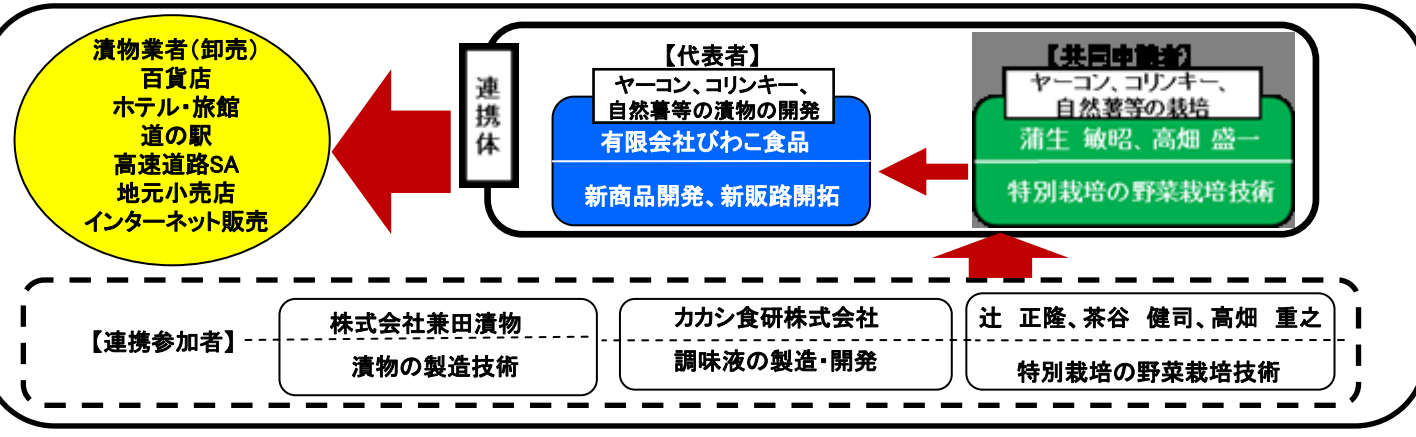 漬物業者(卸売)
百貨店
ホテル・旅館
道の駅
高速道路SA
地元小売店
インターネット販売
連携体
【代表者】
ヤーコン、コリンキー、
自然薯等の漬物の開発
有限会社びわこ食品
新商品開発、新販路開拓
【共同申請者】
ヤーコン、コリンキー、
自然薯等の栽培
蒲生 敏昭、高畑 盛一
特別栽培の野菜栽培技術
【連携参加者】
株式会社兼田漬物
漬物の製造技術
カカシ食研株式会社
調味液の製造・開発
辻 正隆、茶谷 健司、高畑 重之
特別栽培の野菜栽培技術